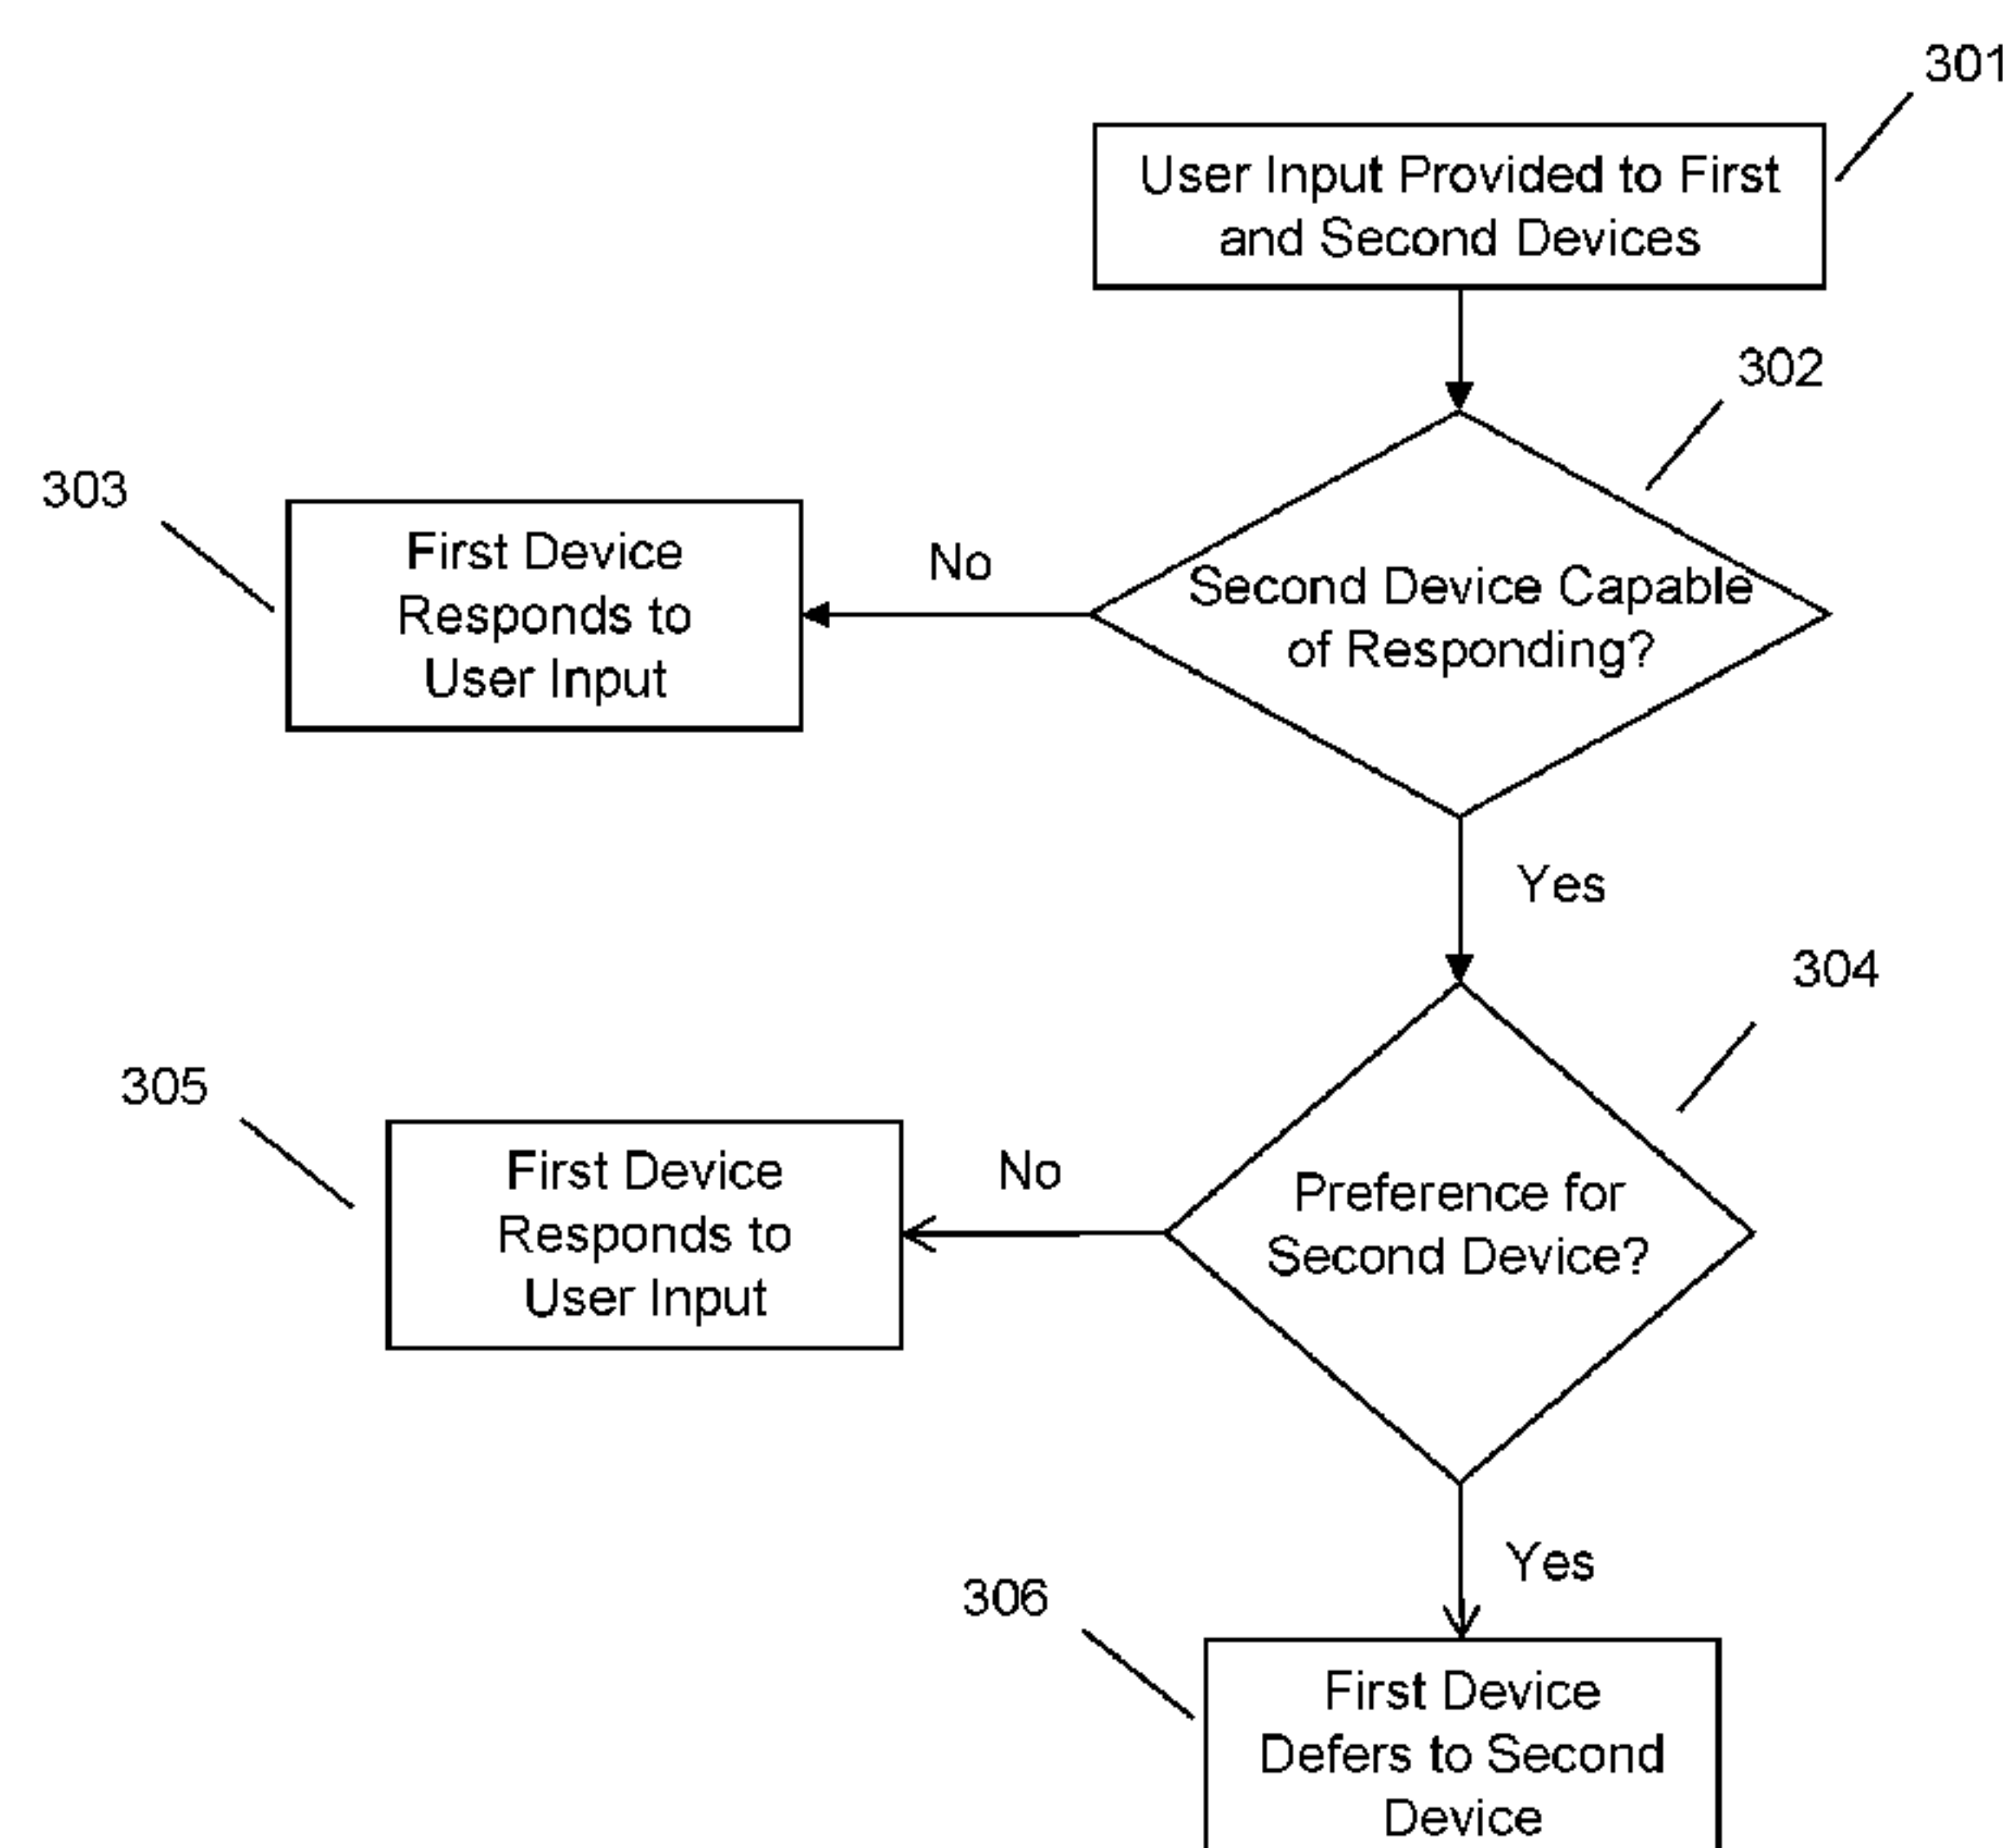 301
User Input Provided to First
and Second Devices
302
303
First Device
Responds to
User Input
No
Second Device Capable
of Responding?
Yes
304
305
First Device
Responds to
User Input
No
Preference for
Second Device?
Yes
306
First Device
Defers to Second
Device